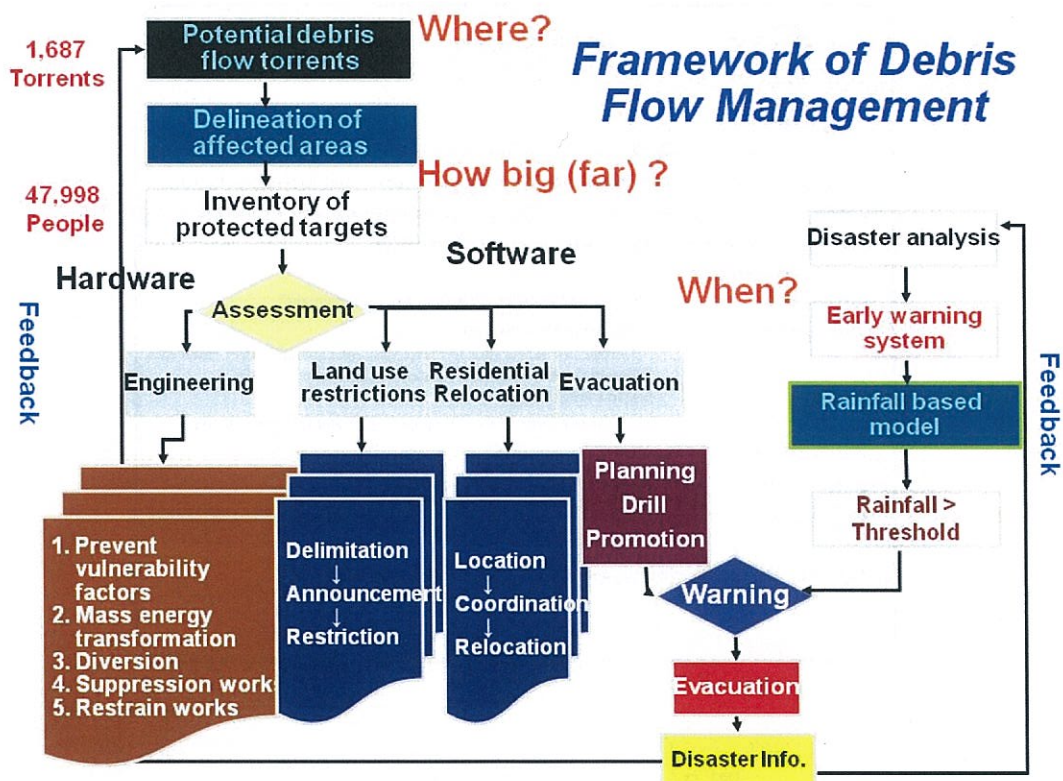 Framework of Debris
Flow Management
1,687
Torrents
Potential debris
flow torrents
Where?
Delineation of
affected areas
How big (far) ?
47,998
People
Inventory of
protected targets
Hardware
Software
Assessment
Feedback
Engineering
Land use
restrictions
Residential
Relocation
Evacuation
1. Prevent
vulnerability
factors
2. Mass energy
transformation
3. Diversion
4. Suppression works
5. Restrain works
Delimitation
↓
Announcement
↓
Restriction
Location
↓
Coordination
↓
Relocation
Planning
Drill
Promotion
When?
Disaster analysis
Early warning
system
Rainfall based
model
Rainfall >
Threshold
Feedback
Warning
Evacuation
Disaster Info.